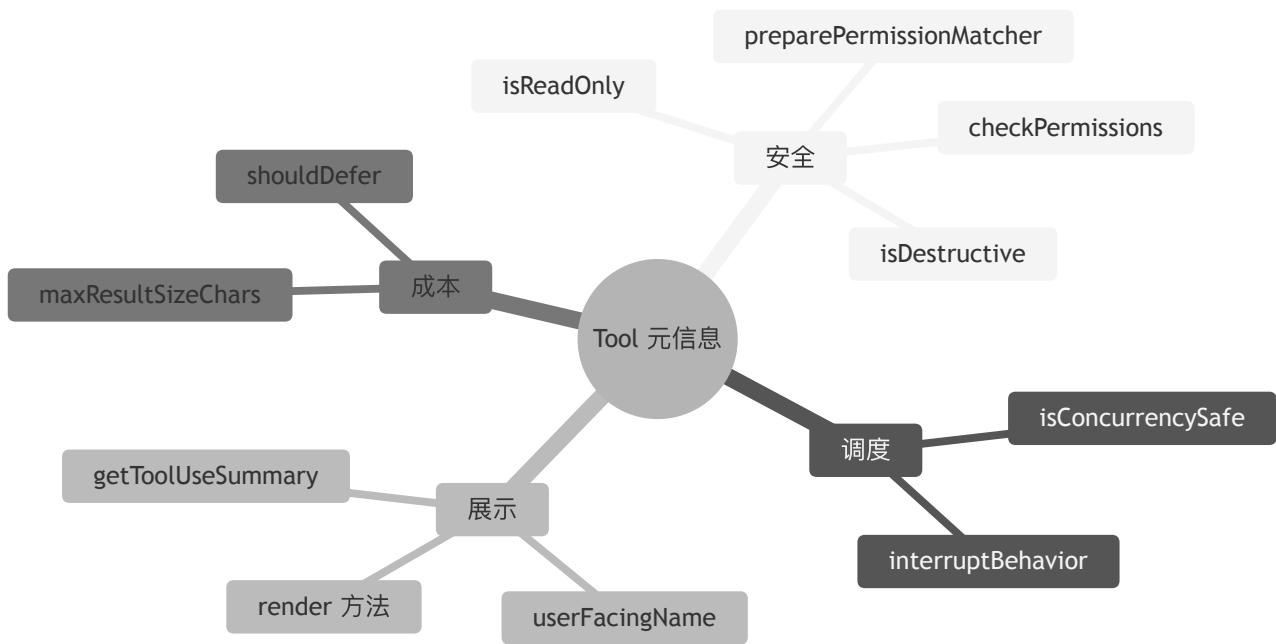 preparePermissionMatcher
isReadOnly
checkPermissions
安全
shouldDefer
isDestructive
成本
maxResultSizeChars
Tool 元信息
isConcurrencySafe
调度
getToolUseSummary
展示
interruptBehavior
render 方法
userFacingName